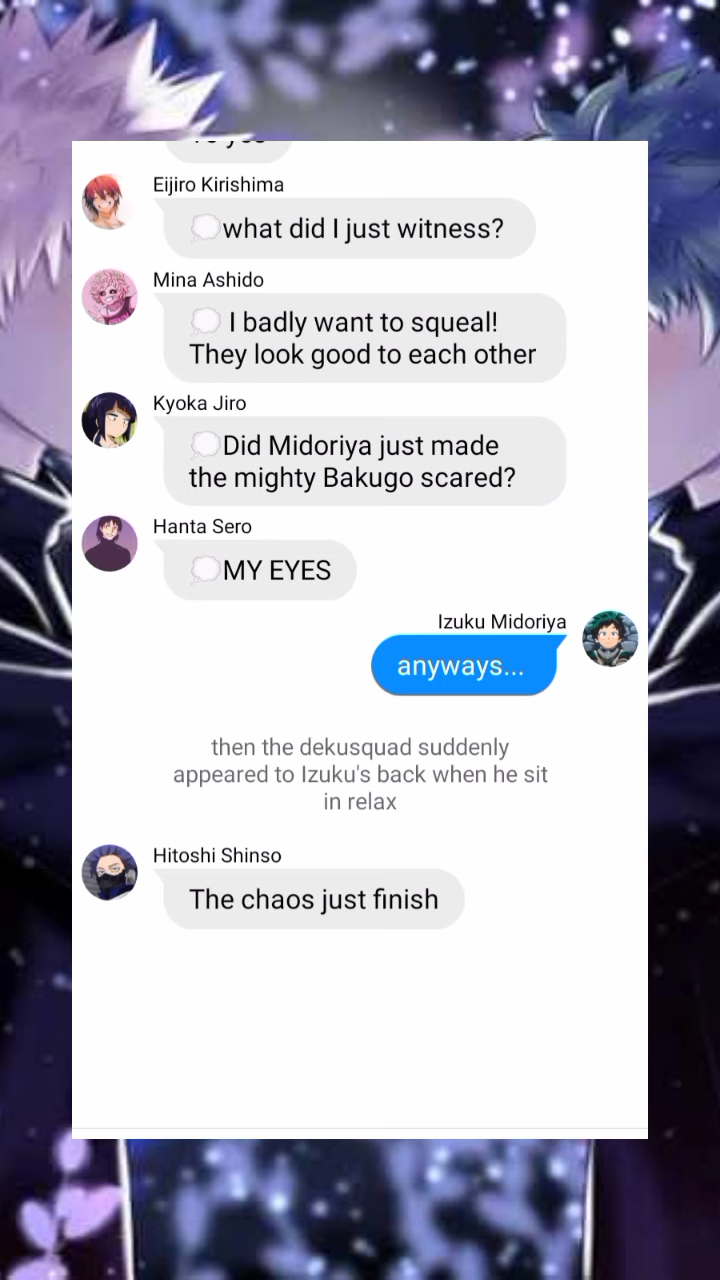 Eijiro Kirishima
💭what did I just witness?
Mina Ashido
💭 I badly want to squeal!
They look good to each other
Kyoka Jiro
💭Did Midoriya just made
the mighty Bakugo scared?
Hanta Sero
💭MY EYES
Izuku Midoriya
anyways...
then the dekusquad suddenly
appeared to Izuku's back when he sit
in relax
Hitoshi Shinso
The chaos just finish